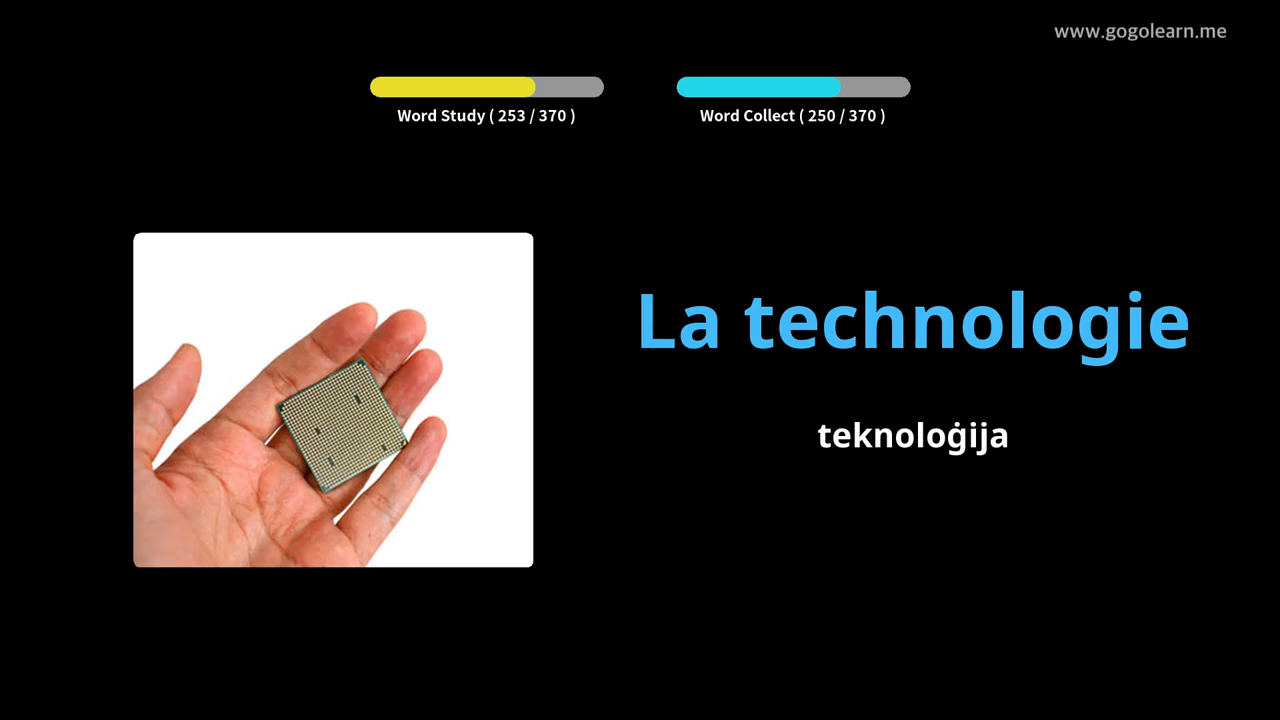 www.gogolearn.me
Word Study ( 253 / 370 )
Word Collect ( 250 / 370 )
La technologie
teknoloġija